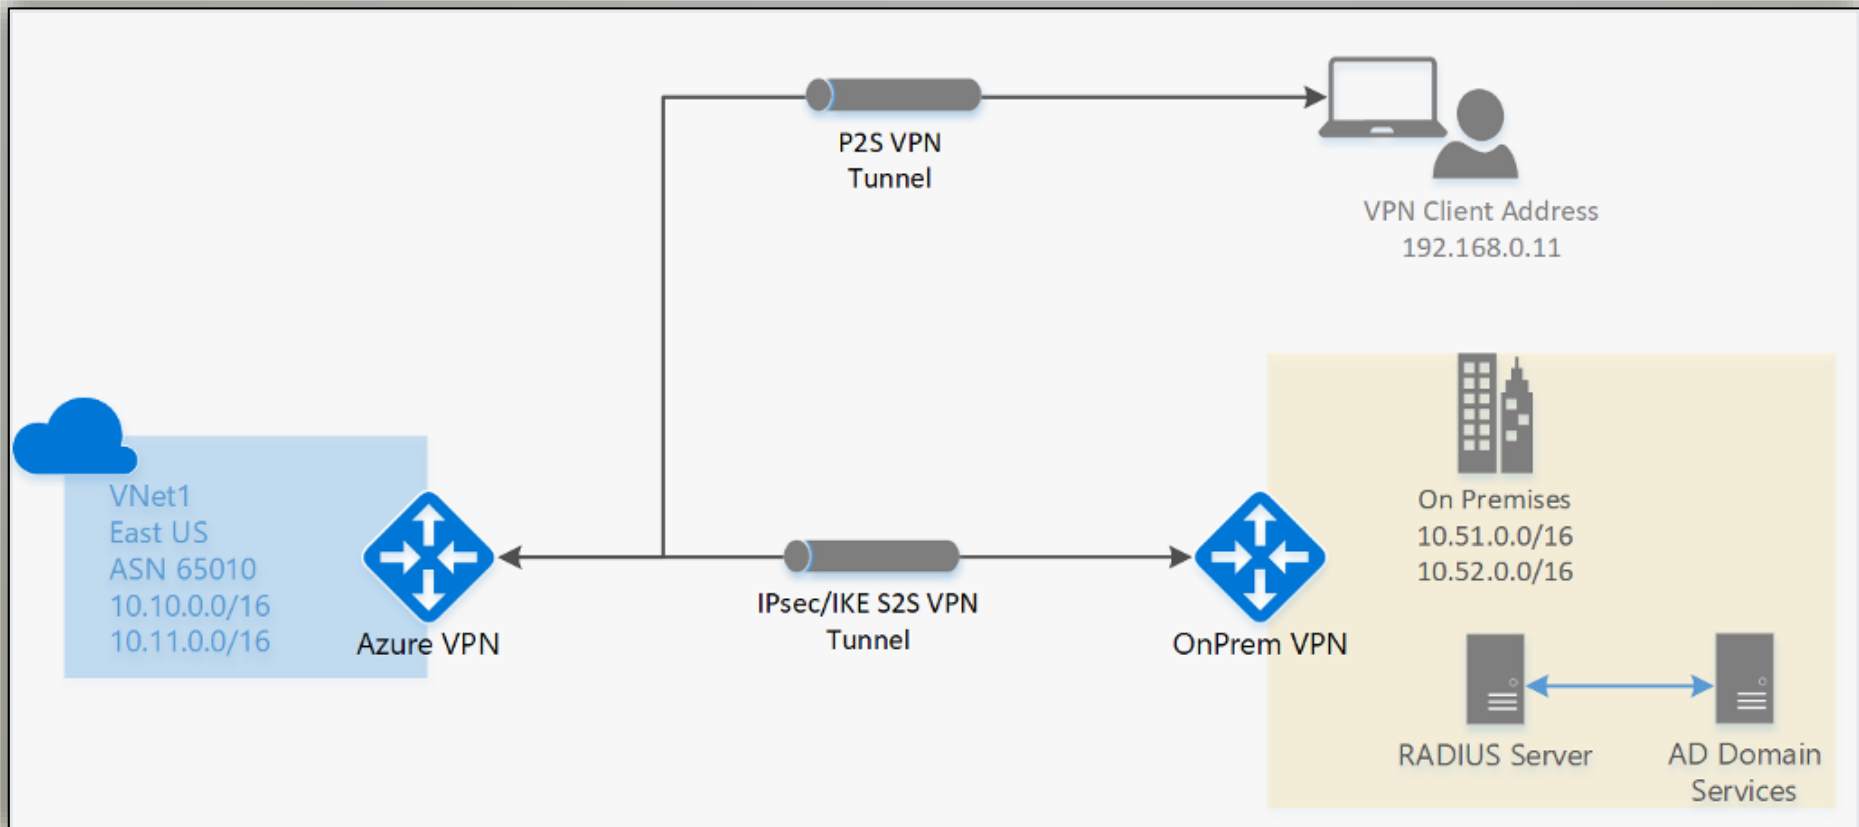 P2S VPN
Tunnel
VPN Client Address
192.168.0.11
VNet1
East US
ASN 65010
10.10.0.0/16
10.11.0.0/16
Azure VPN
IPsec/IKE S2S VPN
Tunnel
OnPrem VPN
On Premises
10.51.0.0/16
10.52.0.0/16
RADIUS Server
AD Domain
Services